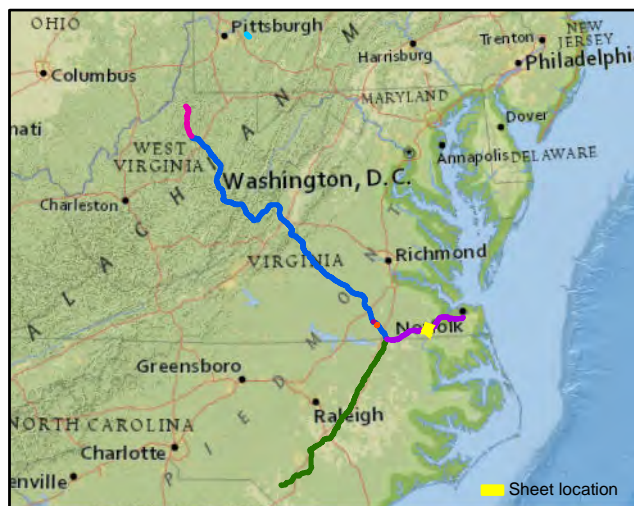 OHIO
Pittsburgh
Harrisburg
Trenton
NEW
JERSEY
Philadelphia
Columbus
MARYLAND
Dover
nati
WEST
VIRGINIA
Annapolis
DELAWARE
Washington, D.C.
Charleston
Richmond
VIRGINIA
Norfolk
Greensboro
Raleigh
NORTH CAROLINA
Charlotte
enville
A L A C H I A N M
P I E D M O N T
Sheet location